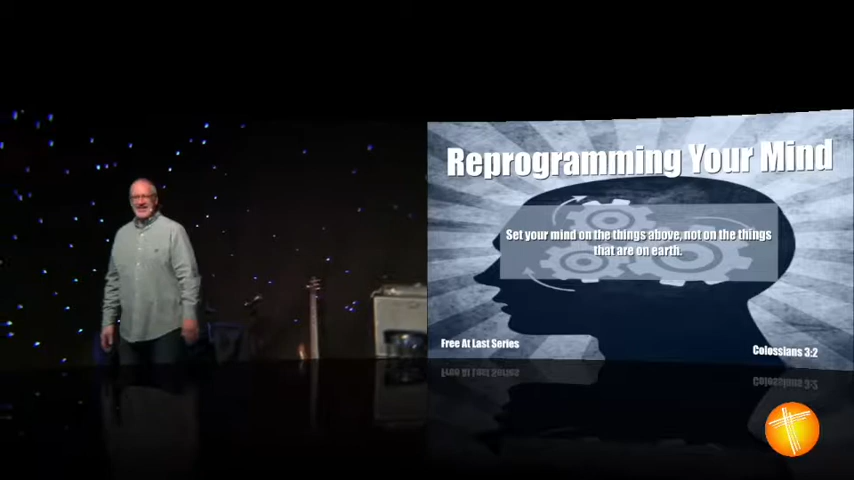 Reprogramming Your Mind
Set your mind on the things above, not on the things
that are on earth.
Free At Last Series
Colossians 3:2